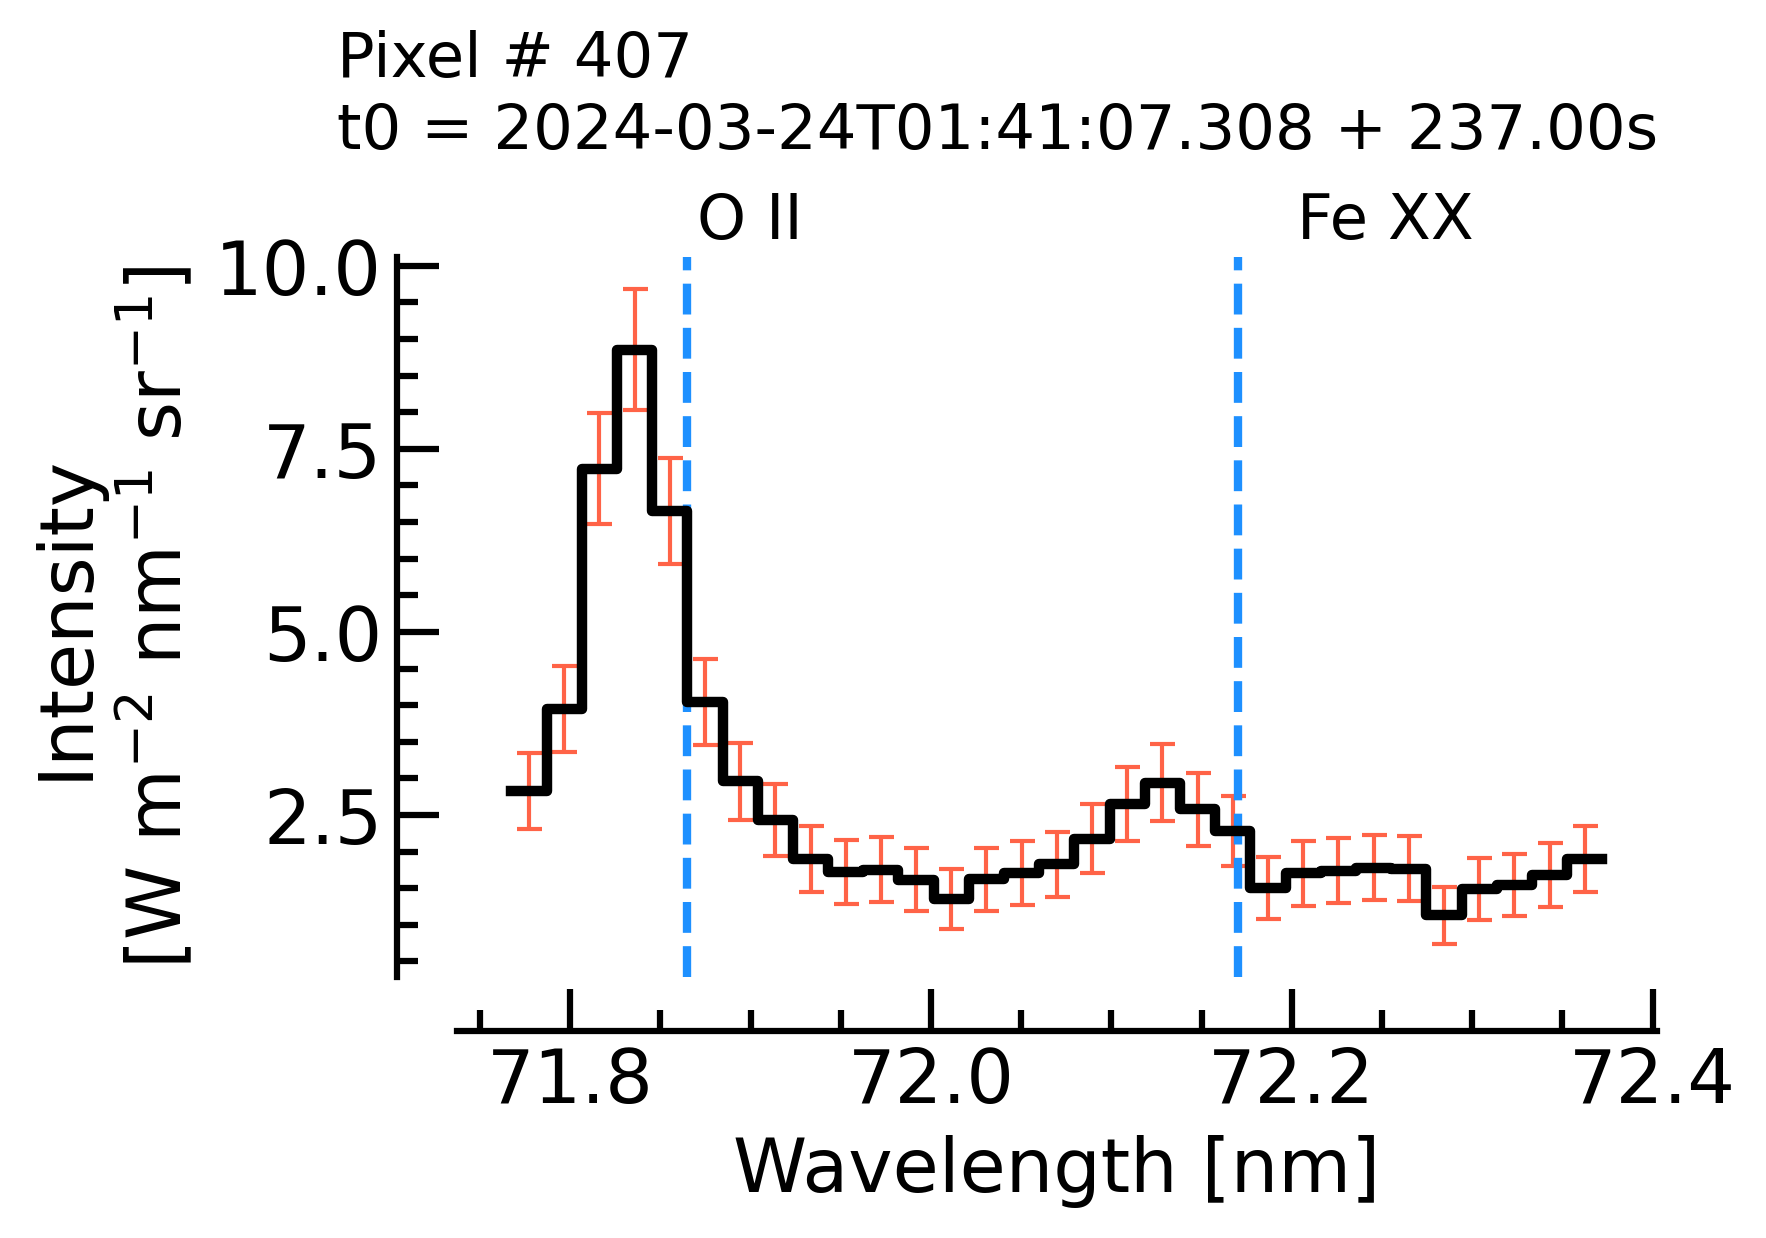 Pixel # 407
t0 = 2024-03-24T01:41:07.308 + 237.00s
O II
Fe XX
Intensity
[W m⁻² nm⁻¹ sr⁻¹]
10.0
7.5
5.0
2.5
71.8
72.0
72.2
72.4
Wavelength [nm]